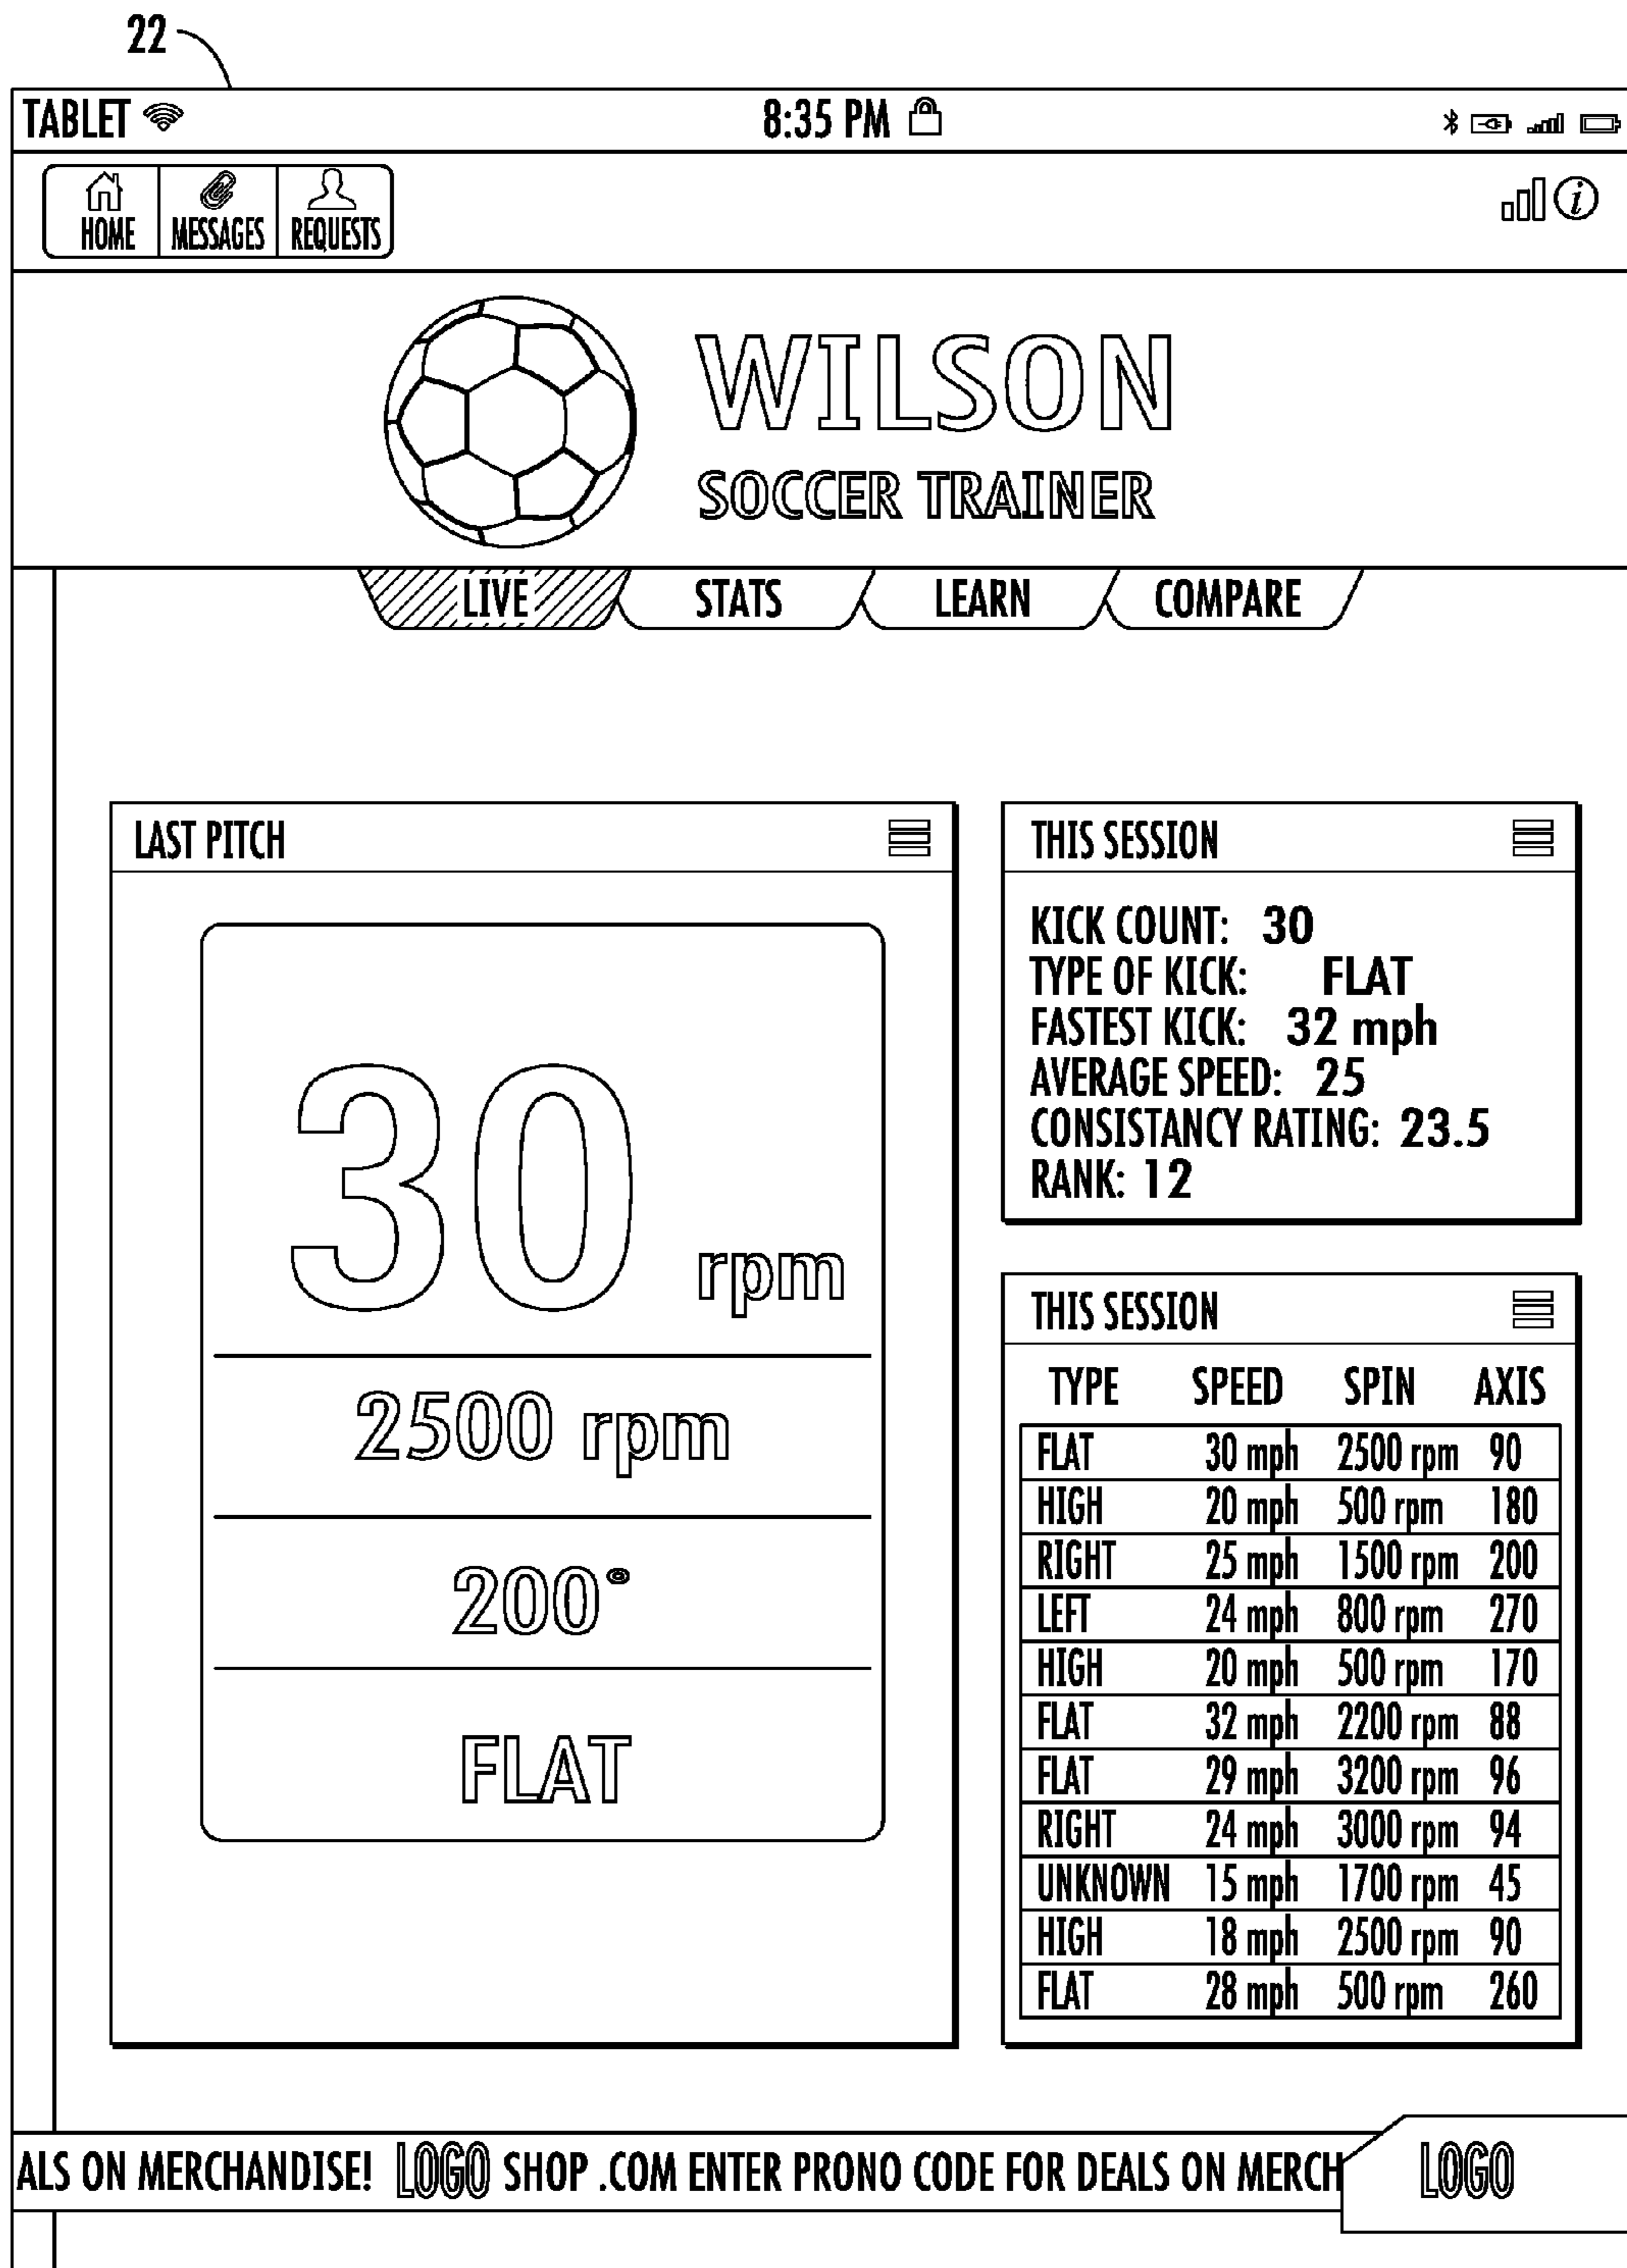 22
TABLET 8:35 PM
HOME MESSAGES REQUESTS i
WILSON
SOCCER TRAINER
LIVE STATS LEARN COMPARE
LAST PITCH
30 rpm
2500 rpm
200°
FLAT
THIS SESSION
KICK COUNT: 30
TYPE OF KICK: FLAT
FASTEST KICK: 32 mph
AVERAGE SPEED: 25
CONSISTANCY RATING: 23.5
RANK: 12
THIS SESSION
TYPE SPEED SPIN AXIS
FLAT 30 mph 2500 rpm 90
HIGH 20 mph 500 rpm 180
RIGHT 25 mph 1500 rpm 200
LEFT 24 mph 800 rpm 270
HIGH 20 mph 500 rpm 170
FLAT 32 mph 2200 rpm 88
FLAT 29 mph 3200 rpm 96
RIGHT 24 mph 3000 rpm 94
UNKNOWN 15 mph 1700 rpm 45
HIGH 18 mph 2500 rpm 90
FLAT 28 mph 500 rpm 260
ALS ON MERCHANDISE! LOGO SHOP .COM ENTER PRONO CODE FOR DEALS ON MERCH LOGO